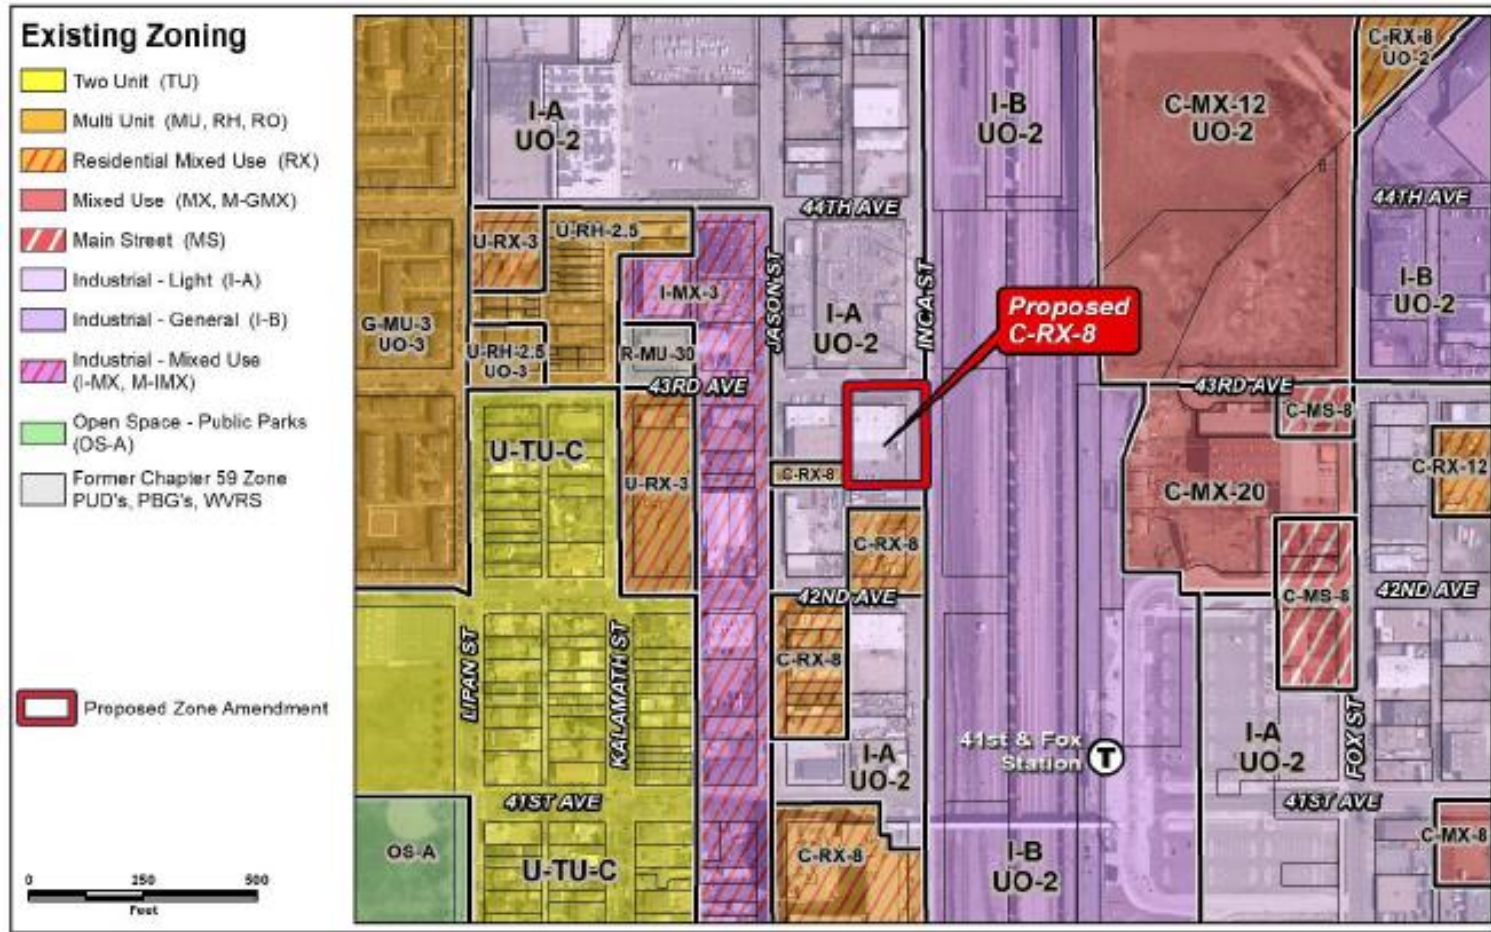 Existing Zoning
Two Unit (TU)
Multi Unit (MU, RH, RO)
Residential Mixed Use (RX)
Mixed Use (MX, M-GMX)
Main Street (MS)
Industrial - Light (I-A)
Industrial - General (I-B)
Industrial - Mixed Use
(I-MX, M-IMX)
Open Space - Public Parks
(OS-A)
Former Chapter 59 Zone
PUD's, PBG's, WVRS
Proposed Zone Amendment
0 250 500
Feet
I-A
UO-2
I-B
UO-2
C-MX-12
UO-2
C-RX-8
UO-2
44TH AVE
44TH AVE
U-RX-3
U-RH-2.5
I-MX-3
JASON ST
I-A
UO-2
INCA ST
Proposed
C-RX-8
I-B
UO-2
G-MU-3
UO-3
U-RH-2.5
UO-3
R-MU-30
43RD AVE
43RD AVE
C-MS-8
U-TU-C
U-RX-3
C-RX-8
C-MX-20
C-RX-12
C-RX-8
42ND AVE
C-MS-8
42ND AVE
LIPAN ST
KALAMATH ST
C-RX-8
I-A
UO-2
41st & Fox
Station
T
I-A
UO-2
FOX ST
41ST AVE
41ST AVE
OS-A
U-TU-C
C-RX-8
I-B
UO-2
C-MX-8